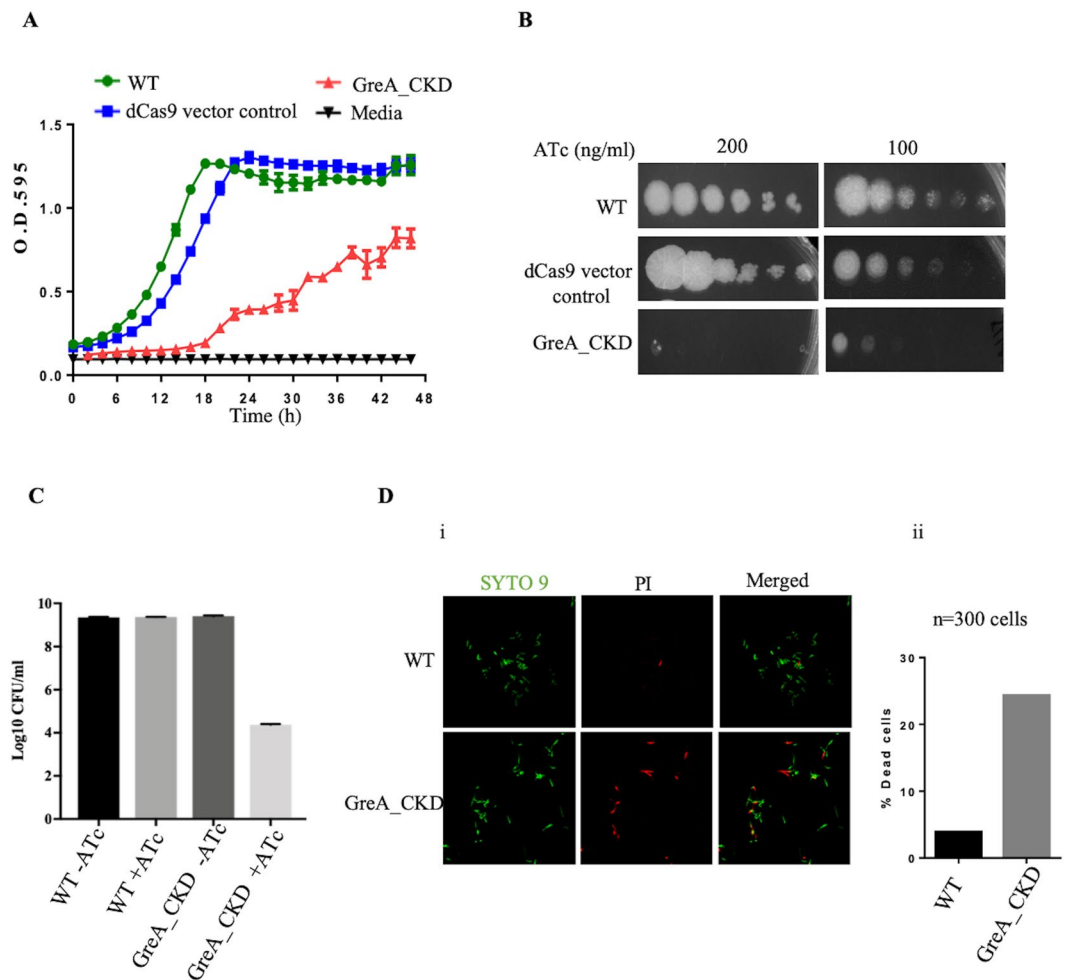 A
WT
GreA_CKD
dCas9 vector control
Media
1.5
1.0
0.5
0.0
O.D.595
0 6 12 18 24 30 36 42 48
Time (h)
B
ATc (ng/ml) 200 100
WT
dCas9 vector
control
GreA_CKD
C
10
8
6
4
2
0
Log10 CFU/ml
WT -ATc
WT +ATc
GreA_CKD -ATc
GreA_CKD +ATc
D
i
SYTO 9 PI Merged
WT
GreA_CKD
ii
n=300 cells
30
20
10
0
% Dead cells
WT
GreA_CKD